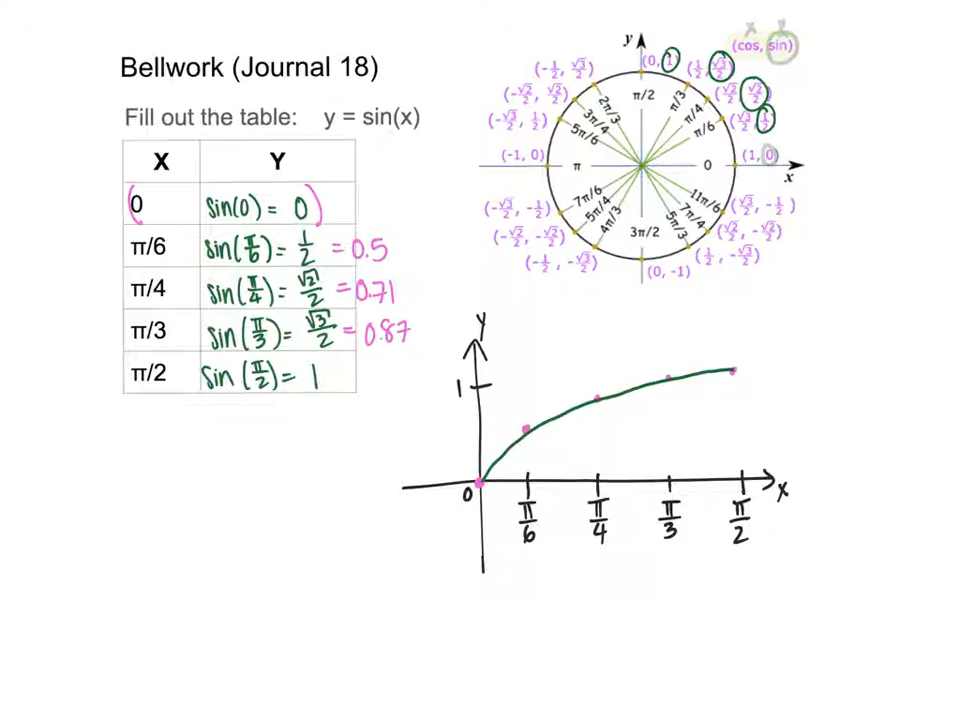 Bellwork (Journal 18)
Fill out the table: y = sin(x)
X Y
0 sin(0) = 0
π/6 sin(π/6) = 1/2 = 0.5
π/4 sin(π/4) = √2/2 = 0.71
π/3 sin(π/3) = √3/2 = 0.87
π/2 sin(π/2) = 1
x y
(cos, sin)
y
(0, 1)
(-1/2, √3/2) (1/2, √3/2)
(-√2/2, √2/2) (√2/2, √2/2)
(-√3/2, 1/2) (√3/2, 1/2)
(-1, 0) (1, 0)
x
π/2
2π/3 π/3
3π/4 π/4
5π/6 π/6
π 0
7π/6 11π/6
5π/4 7π/4
4π/3 5π/3
3π/2
(-√3/2, -1/2) (√3/2, -1/2)
(-√2/2, -√2/2) (√2/2, -√2/2)
(-1/2, -√3/2) (1/2, -√3/2)
(0, -1)
y
1
0 x
π/6 π/4 π/3 π/2